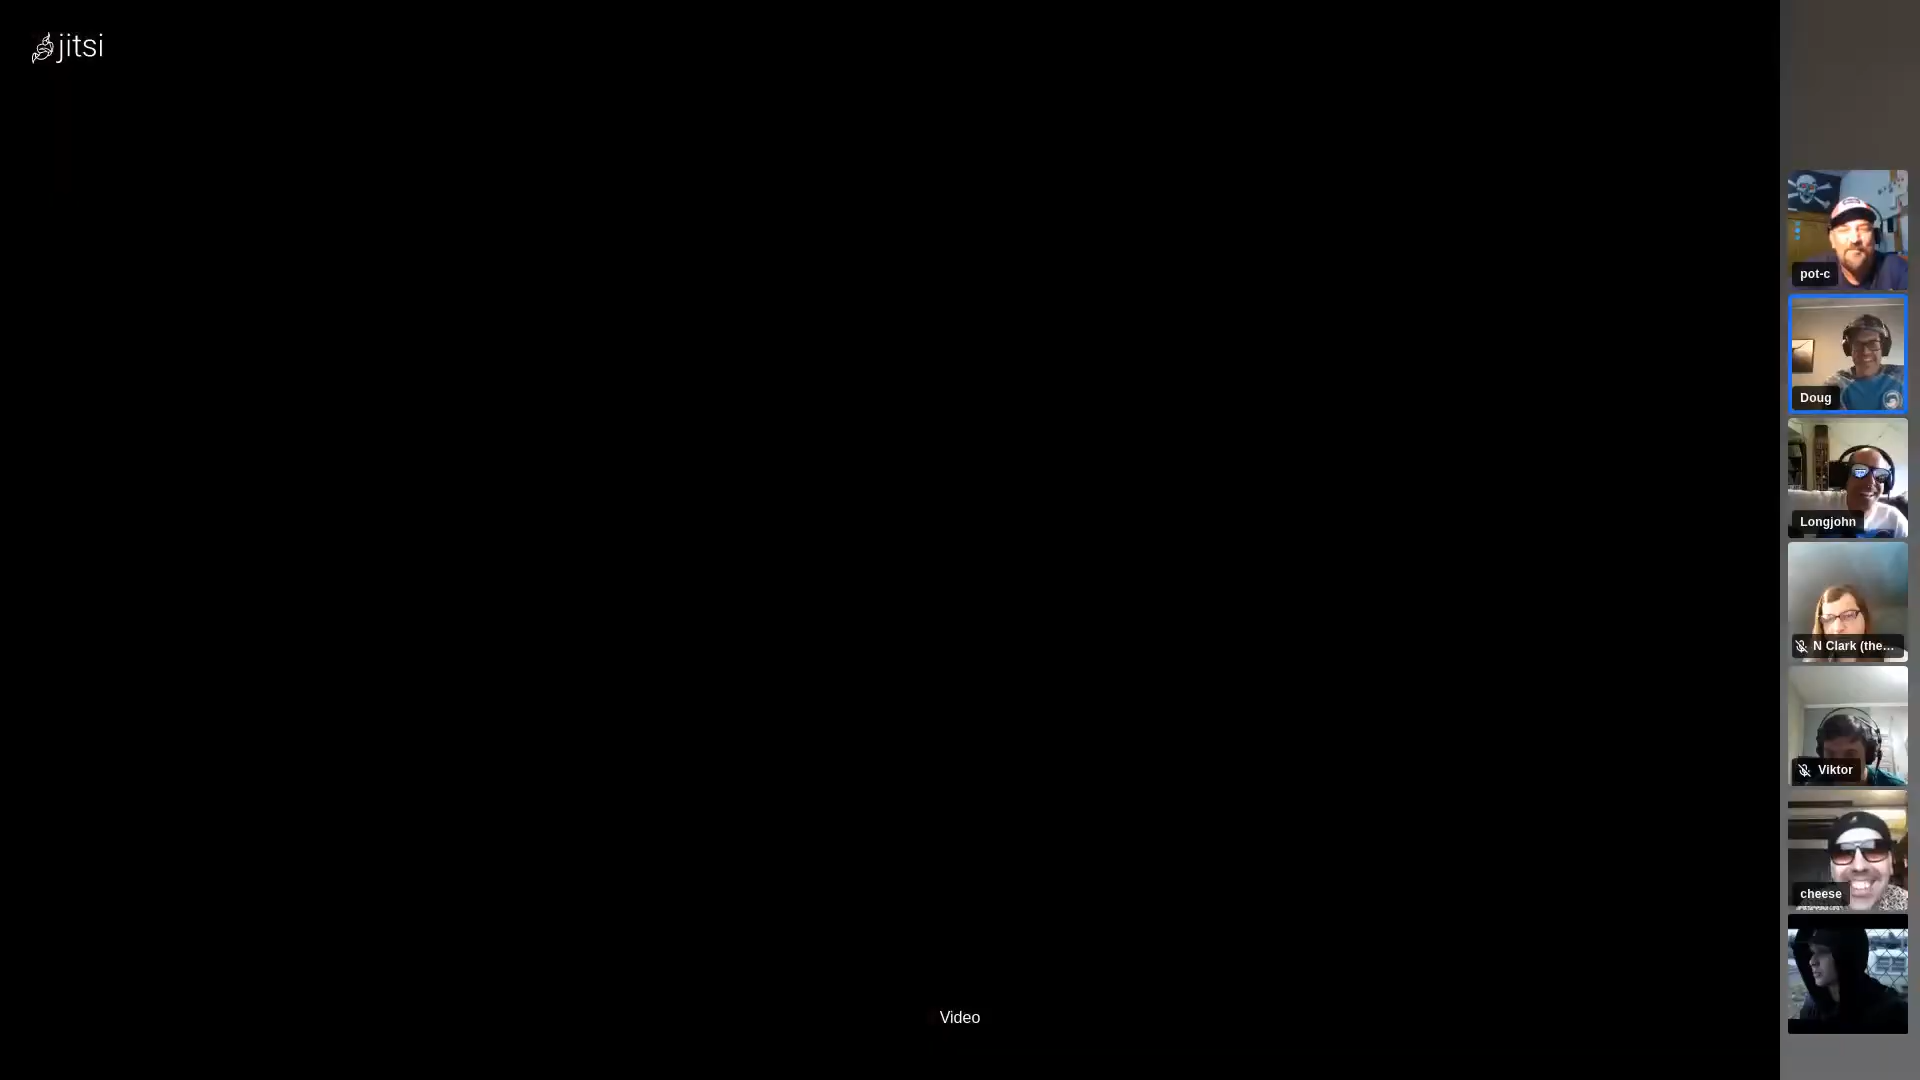 jitsi
pot-c
Doug
Longjohn
N Clark (the...
Viktor
cheese
Video